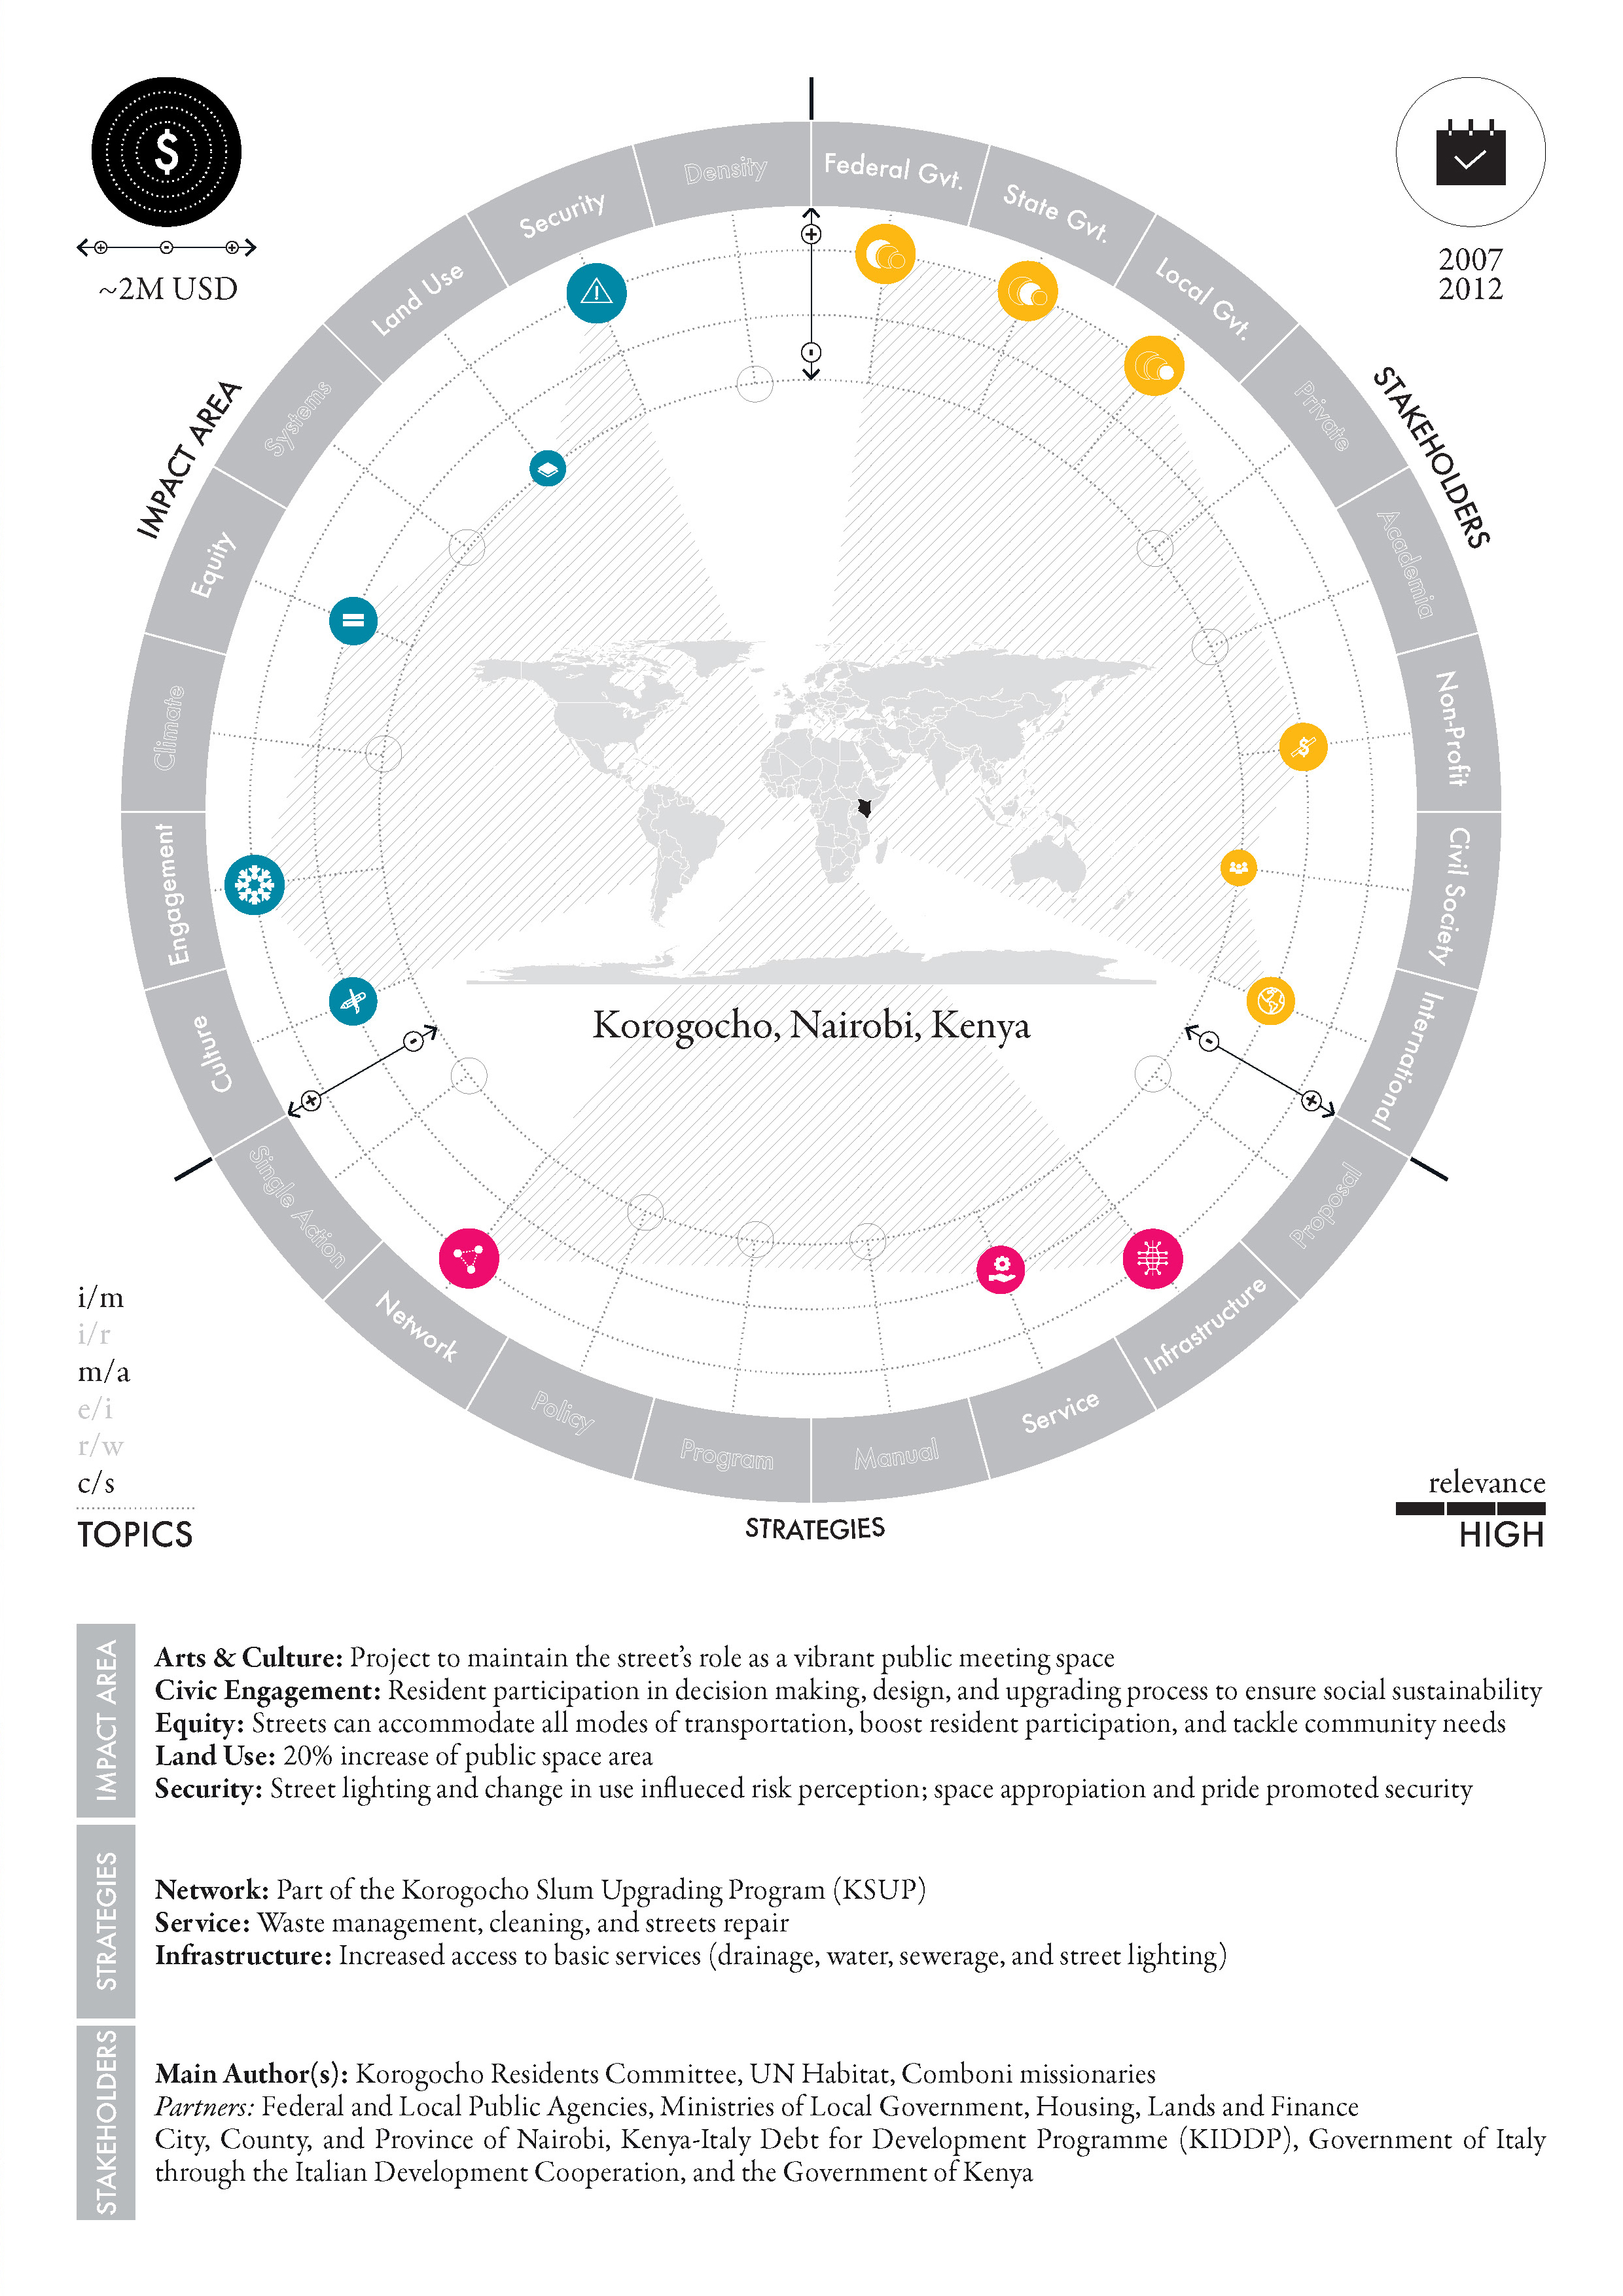 $
~2M USD
2007
2012
IMPACT AREA
STAKEHOLDERS
Density
Security
Land Use
Systems
Equity
Climate
Engagement
Culture
Federal Gvt.
State Gvt.
Local Gvt.
Private
Academia
Non-Profit
Civil Society
International
Korogocho, Nairobi, Kenya
Single Action
Network
Policy
Program
Manual
Service
Infrastructure
Proposal
STRATEGIES
i/m
i/r
m/a
e/i
r/w
c/s
TOPICS
relevance
HIGH
IMPACT AREA
Arts & Culture: Project to maintain the street’s role as a vibrant public meeting space
Civic Engagement: Resident participation in decision making, design, and upgrading process to ensure social sustainability
Equity: Streets can accommodate all modes of transportation, boost resident participation, and tackle community needs
Land Use: 20% increase of public space area
Security: Street lighting and change in use influeced risk perception; space appropiation and pride promoted security
STRATEGIES
Network: Part of the Korogocho Slum Upgrading Program (KSUP)
Service: Waste management, cleaning, and streets repair
Infrastructure: Increased access to basic services (drainage, water, sewerage, and street lighting)
STAKEHOLDERS
Main Author(s): Korogocho Residents Committee, UN Habitat, Comboni missionaries
Partners: Federal and Local Public Agencies, Ministries of Local Government, Housing, Lands and Finance
City, County, and Province of Nairobi, Kenya-Italy Debt for Development Programme (KIDDP), Government of Italy
through the Italian Development Cooperation, and the Government of Kenya